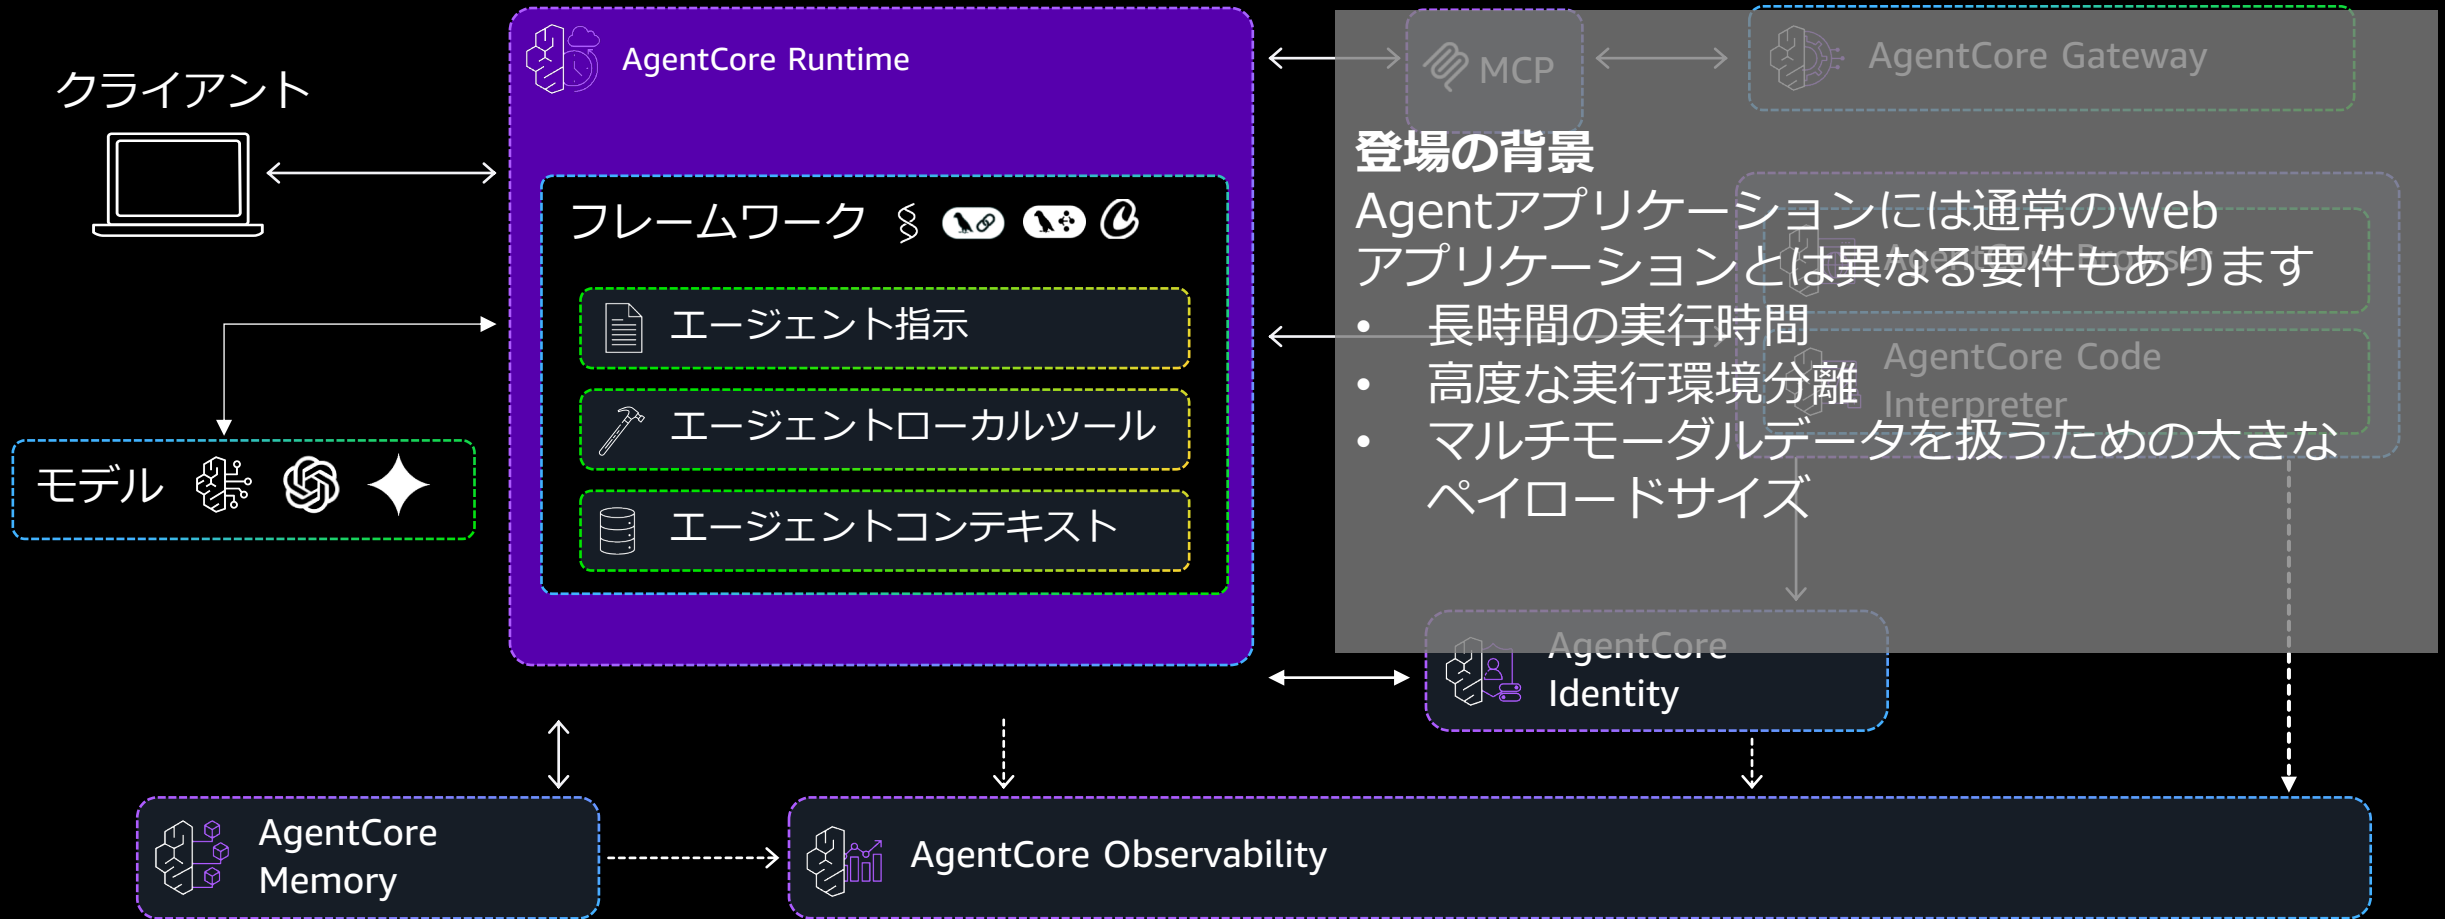 クライアント
AgentCore Runtime
フレームワーク
エージェント指示
エージェントローカルツール
エージェントコンテキスト
モデル
MCP
AgentCore Gateway
登場の背景
Agentアプリケーションには通常のWeb
アプリケーションとは異なる要件もあります
• 長時間の実行時間
• 高度な実行環境分離
• マルチモーダルデータを扱うための大きな
ペイロードサイズ
AgentCore Browser
AgentCore Code
Interpreter
AgentCore
Identity
AgentCore
Memory
AgentCore Observability